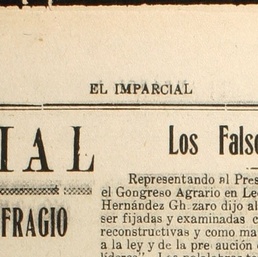 EL IMPARCIAL
IAL
FRAGIO
Los Falso
Representando al Pres
el Gongreso Agrario en Le
Hernández Gh. zaro dijo al
ser fijadas y examinadas c
reconstructivas y como ma
a la ley y de la pre aución